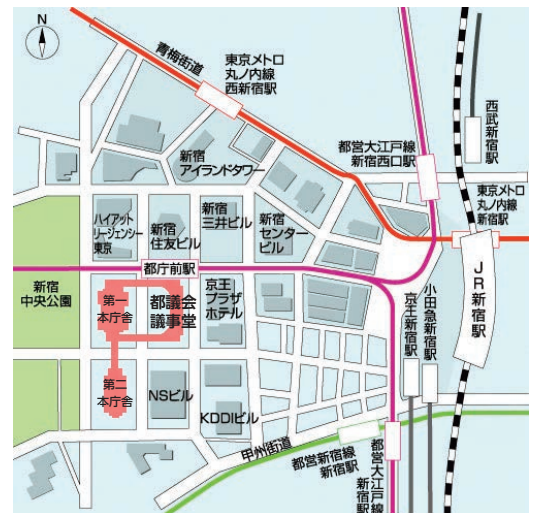 N
青梅街道
東京メトロ
丸ノ内線
西新宿駅
西武新宿駅
都営大江戸線
新宿西口駅
新宿
アイランドタワー
東京メトロ
丸ノ内線
新宿駅
ハイアット
リージェンシー
東京
新宿
住友ビル
新宿
三井ビル
新宿
センター
ビル
都庁前駅
JR新宿駅
新宿
中央公園
第一
本庁舎
都議会
議事堂
京王
プラザ
ホテル
小田急新宿駅
京王新宿駅
第二
本庁舎
NSビル
KDDIビル
甲州街道
都営新宿線
新宿駅
都営大江戸線
新宿駅